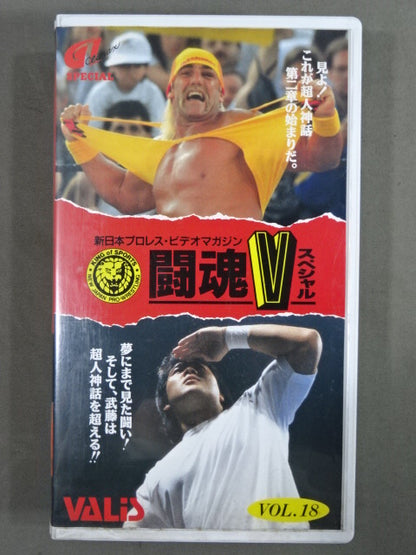 G1 Climax
SPECIAL
見よ!
これが超人神話
第二章の始まりだ。
新日本プロレス・ビデオマガジン
闘魂Vスペシャル
KING of SPORTS
NEW JAPAN PRO-WRESTLING
夢にまで見た闘い!
そして、武藤は
超人神話を超える!!
VALiS
VOL.18